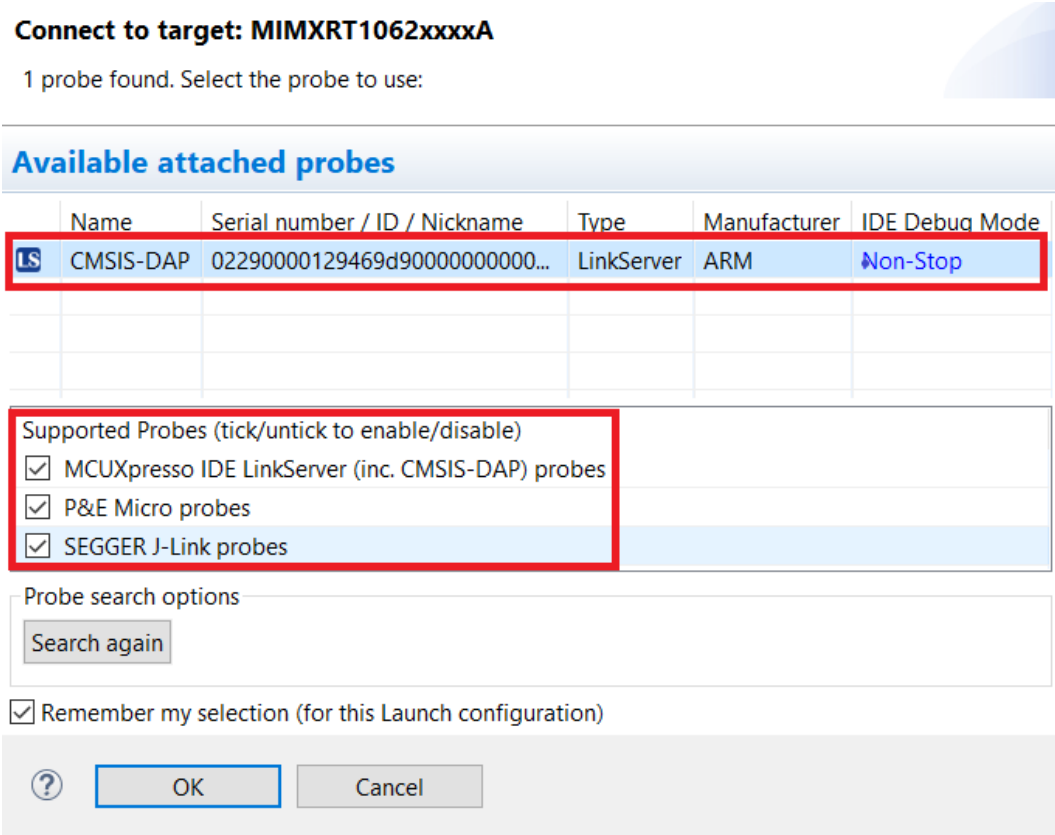 Connect to target: MIMXRT1062xxxxA
1 probe found. Select the probe to use:
Available attached probes
Name Serial number / ID / Nickname Type Manufacturer IDE Debug Mode
LS CMSIS-DAP 02290000129469d90000000000... LinkServer ARM Non-Stop
Supported Probes (tick/untick to enable/disable)
MCUXpresso IDE LinkServer (inc. CMSIS-DAP) probes
P&E Micro probes
SEGGER J-Link probes
Probe search options
Search again
Remember my selection (for this Launch configuration)
? OK Cancel